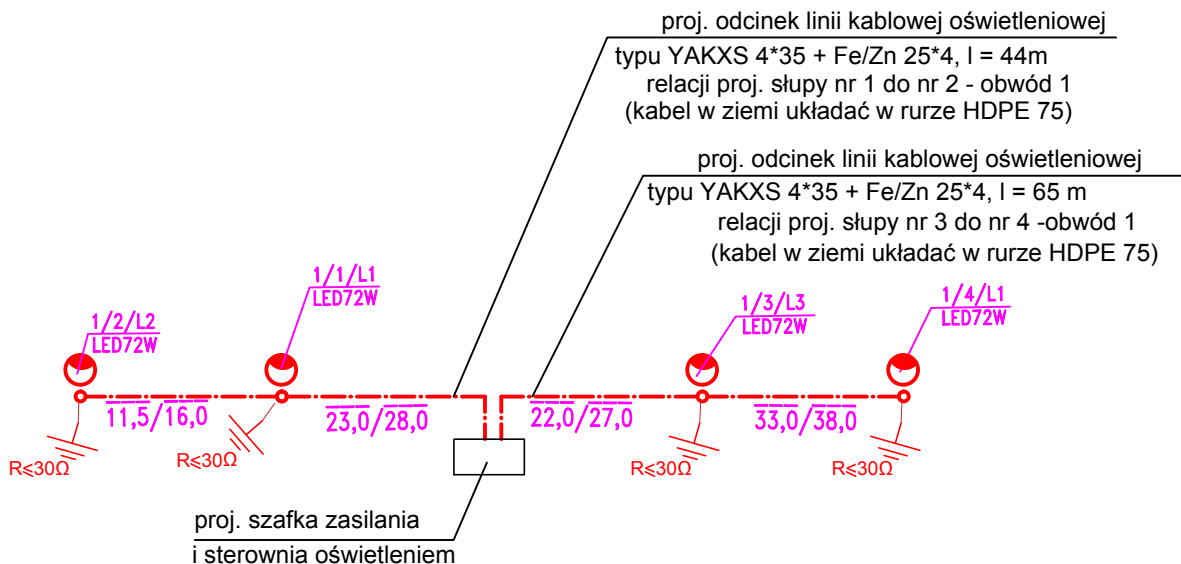 proj. odcinek linii kablowej oświetleniowej
typu YAKXS 4*35 + Fe/Zn 25*4, l = 44m
relacji proj. słupy nr 1 do nr 2 - obwód 1
(kabel w ziemi układać w rurze HDPE 75)
proj. odcinek linii kablowej oświetleniowej
typu YAKXS 4*35 + Fe/Zn 25*4, l = 65 m
relacji proj. słupy nr 3 do nr 4 -obwód 1
(kabel w ziemi układać w rurze HDPE 75)
1/2/L2
LED72W
1/1/L1
LED72W
1/3/L3
LED72W
1/4/L1
LED72W
11,5/16,0
23,0/28,0
22,0/27,0
33,0/38,0
R≤30Ω
R≤30Ω
R≤30Ω
R≤30Ω
proj. szafka zasilania
i sterownia oświetleniem